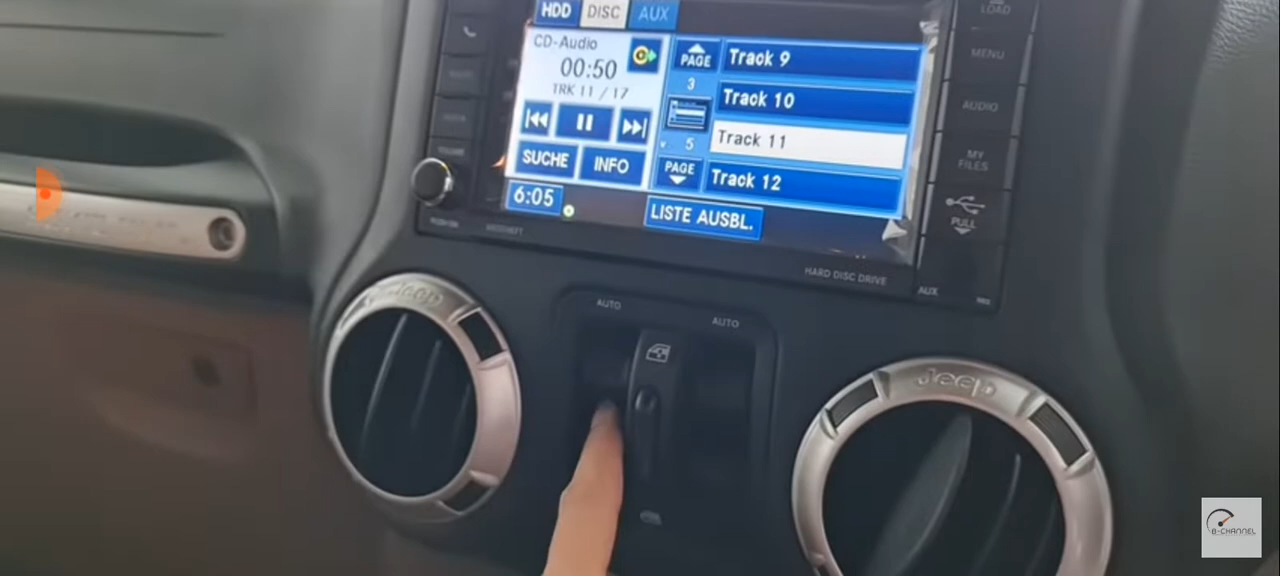 HDD DISC AUX
LOAD
CD-Audio
00:50
TRK 11 / 17
PAGE
3
5
PAGE
Track 9
Track 10
Track 11
Track 12
SUCHE INFO
6:05
LISTE AUSBL.
MENU
AUDIO
MY
FILES
PULL
HARD DISC DRIVE
AUX
AUTO
AUTO
Jeep
Jeep
B-CHANNEL